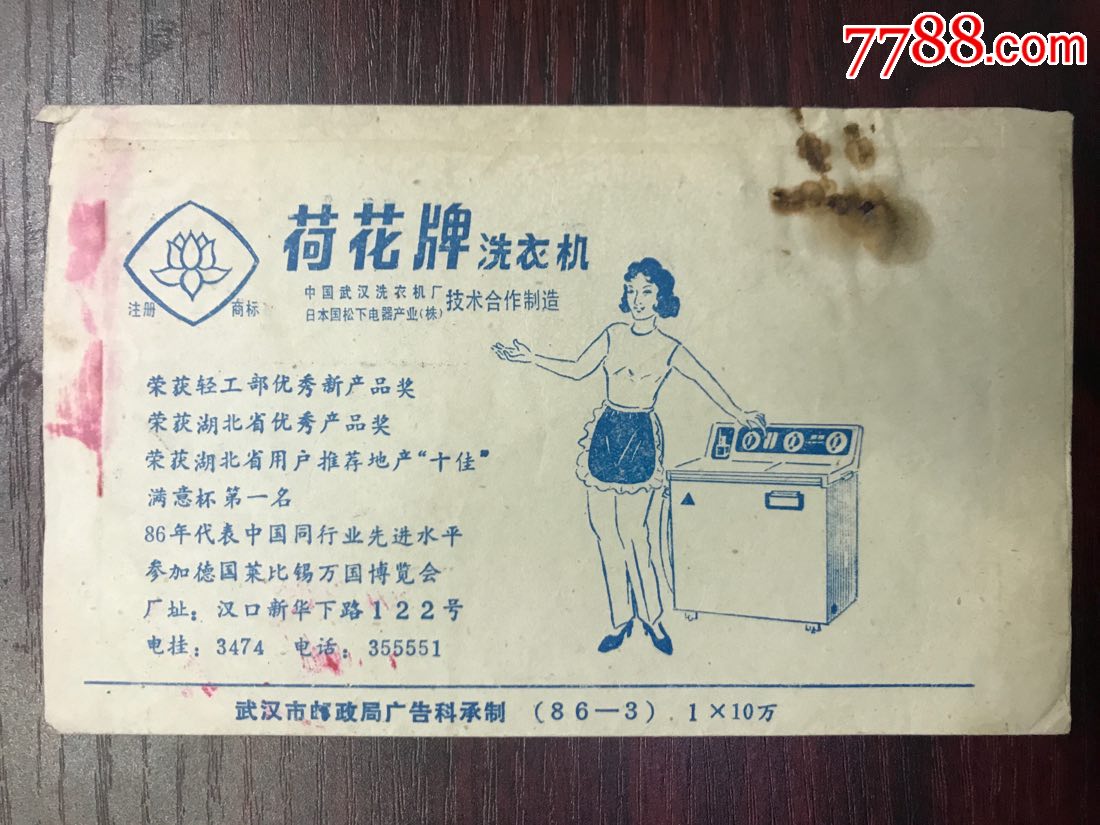 7788.com
荷花牌洗衣机
注册 商标
中国武汉洗衣机厂
日本国松下电器产业(株)
技术合作制造
荣获轻工部优秀新产品奖
荣获湖北省优秀产品奖
荣获湖北省用户推荐地产“十佳”
满意杯第一名
86年代表中国同行业先进水平
参加德国莱比锡万国博览会
厂址：汉口新华下路122号
电挂：3474 电话：355551
武汉市邮政局广告科承制 (86—3) 1×10万